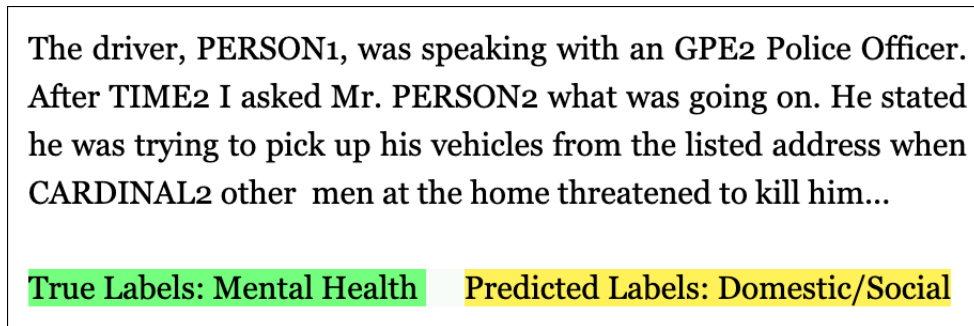 The driver, PERSON1, was speaking with an GPE2 Police Officer.
After TIME2 I asked Mr. PERSON2 what was going on. He stated
he was trying to pick up his vehicles from the listed address when
CARDINAL2 other  men at the home threatened to kill him...
True Labels: Mental Health Predicted Labels: Domestic/Social